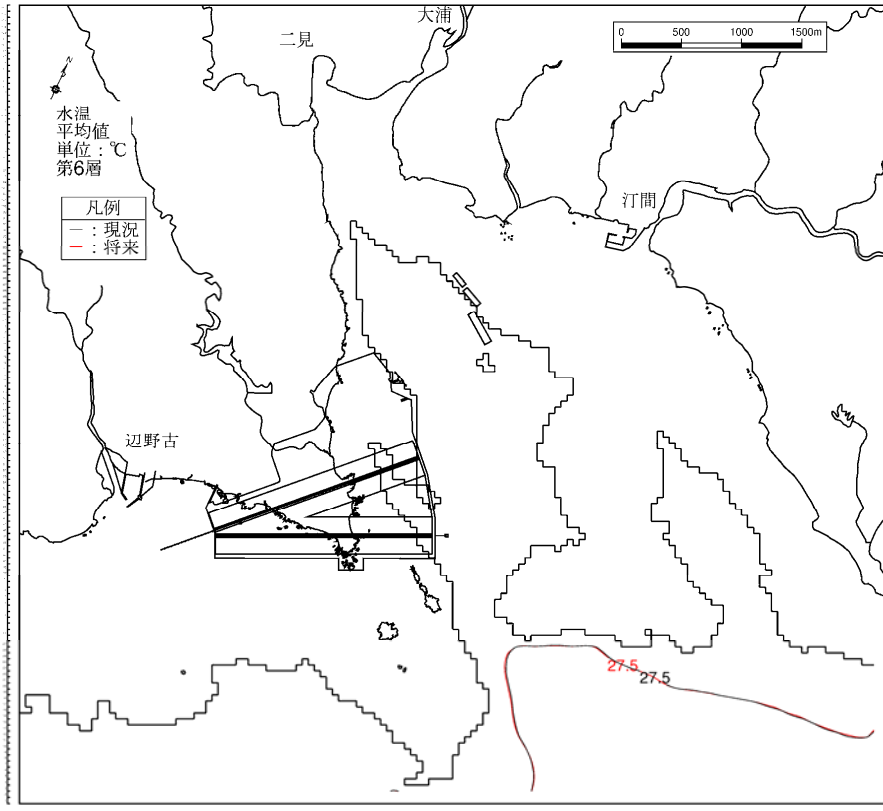 大浦
二見
0 500 1000 1500m
N
水温
平均値
単位：℃
第6層
凡例
―：現況
―：将来
汀間
辺野古
27.5
27.5